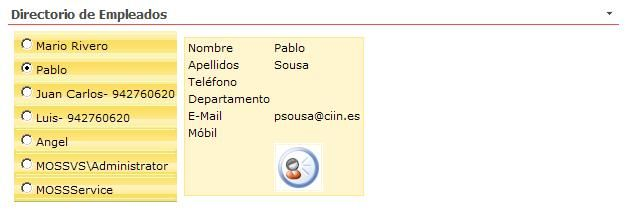 Directorio de Empleados
Mario Rivero
Pablo
Juan Carlos- 942760620
Luis- 942760620
Angel
MOSSVS\Administrator
MOSSService
Nombre Pablo
Apellidos Sousa
Teléfono
Departamento
E-Mail psousa@ciin.es
Móbil